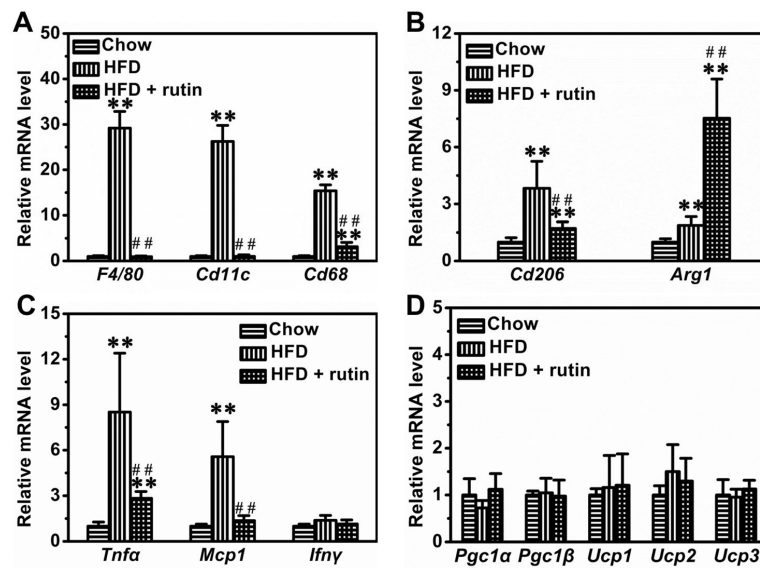 A
Relative mRNA level
50
40
30
20
10
0
Chow
HFD
HFD + rutin
**
##
**
##
**
##
**
F4/80 Cd11c Cd68
B
Relative mRNA level
12
9
6
3
0
Chow
HFD
HFD + rutin
**
##
**
**
##
**
Cd206 Arg1
C
Relative mRNA level
15
12
9
6
3
0
Chow
HFD
HFD + rutin
**
##
**
**
##
Tnfα Mcp1 Ifnγ
D
Relative mRNA level
5
4
3
2
1
0
Chow
HFD
HFD + rutin
Pgc1α Pgc1β Ucp1 Ucp2 Ucp3